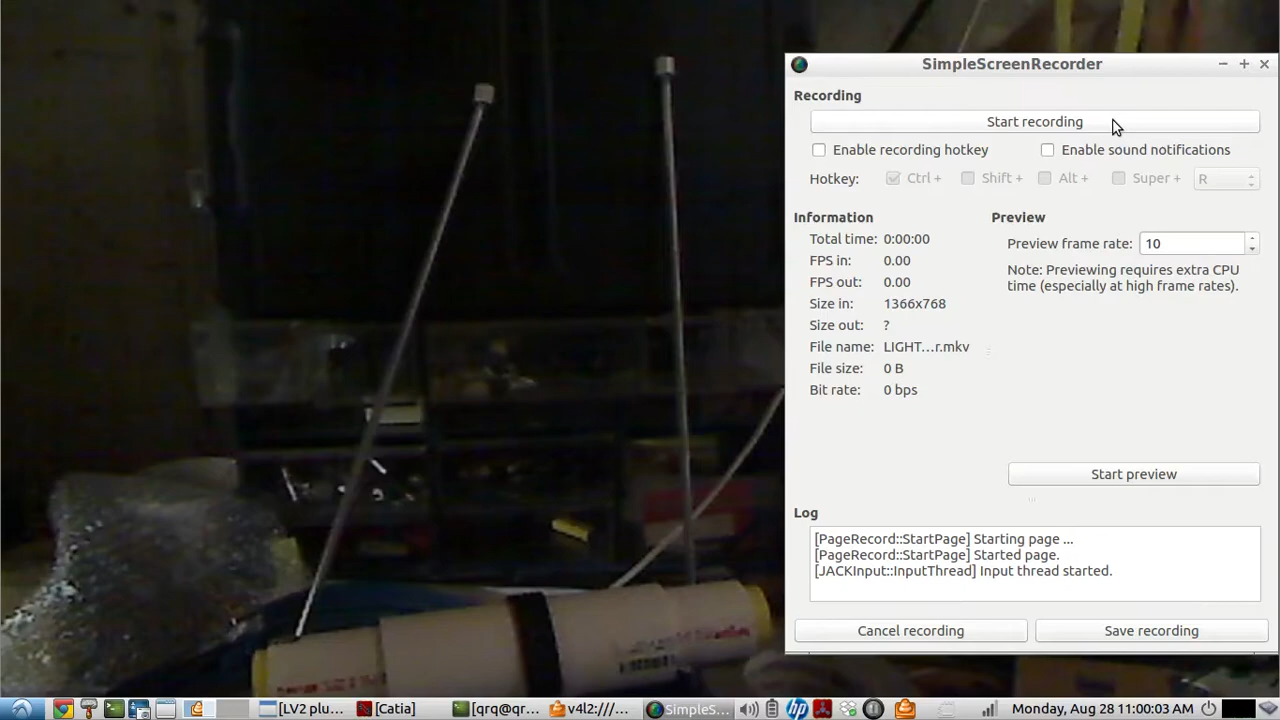 SimpleScreenRecorder
Recording
Start recording
Enable recording hotkey
Enable sound notifications
Hotkey: Ctrl + Shift + Alt + Super + R
Information
Preview
Total time: 0:00:00
Preview frame rate: 10
FPS in: 0.00
Note: Previewing requires extra CPU
FPS out: 0.00
time (especially at high frame rates).
Size in: 1366x768
Size out: ?
File name: LIGHT...r.mkv
File size: 0 B
Bit rate: 0 bps
Start preview
Log
[PageRecord::StartPage] Starting page ...
[PageRecord::StartPage] Started page.
[JACKInput::InputThread] Input thread started.
Cancel recording
Save recording
[LV2 plu... [Catia] [qrq@qr... v4l2:///... SimpleS... hp Monday, Aug 28 11:00:03 AM